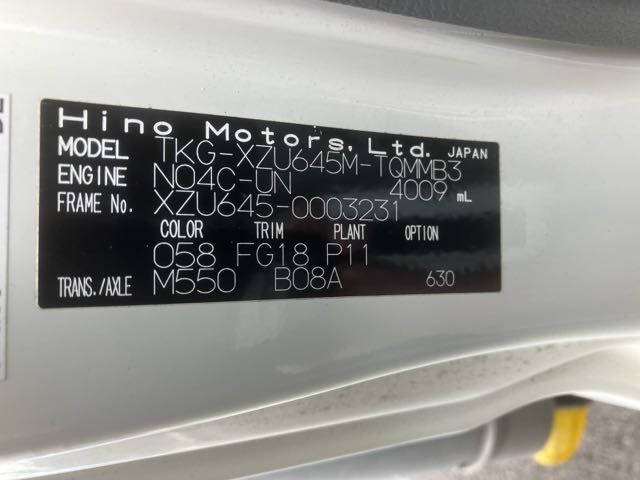 Hino Motors, Ltd. JAPAN
MODEL TKG-XZU645M-TQMMB3
ENGINE N04C-UN 4009 mL
FRAME No. XZU645-0003231
COLOR TRIM PLANT OPTION
058 FG18 P11
TRANS./AXLE M550 B08A 630